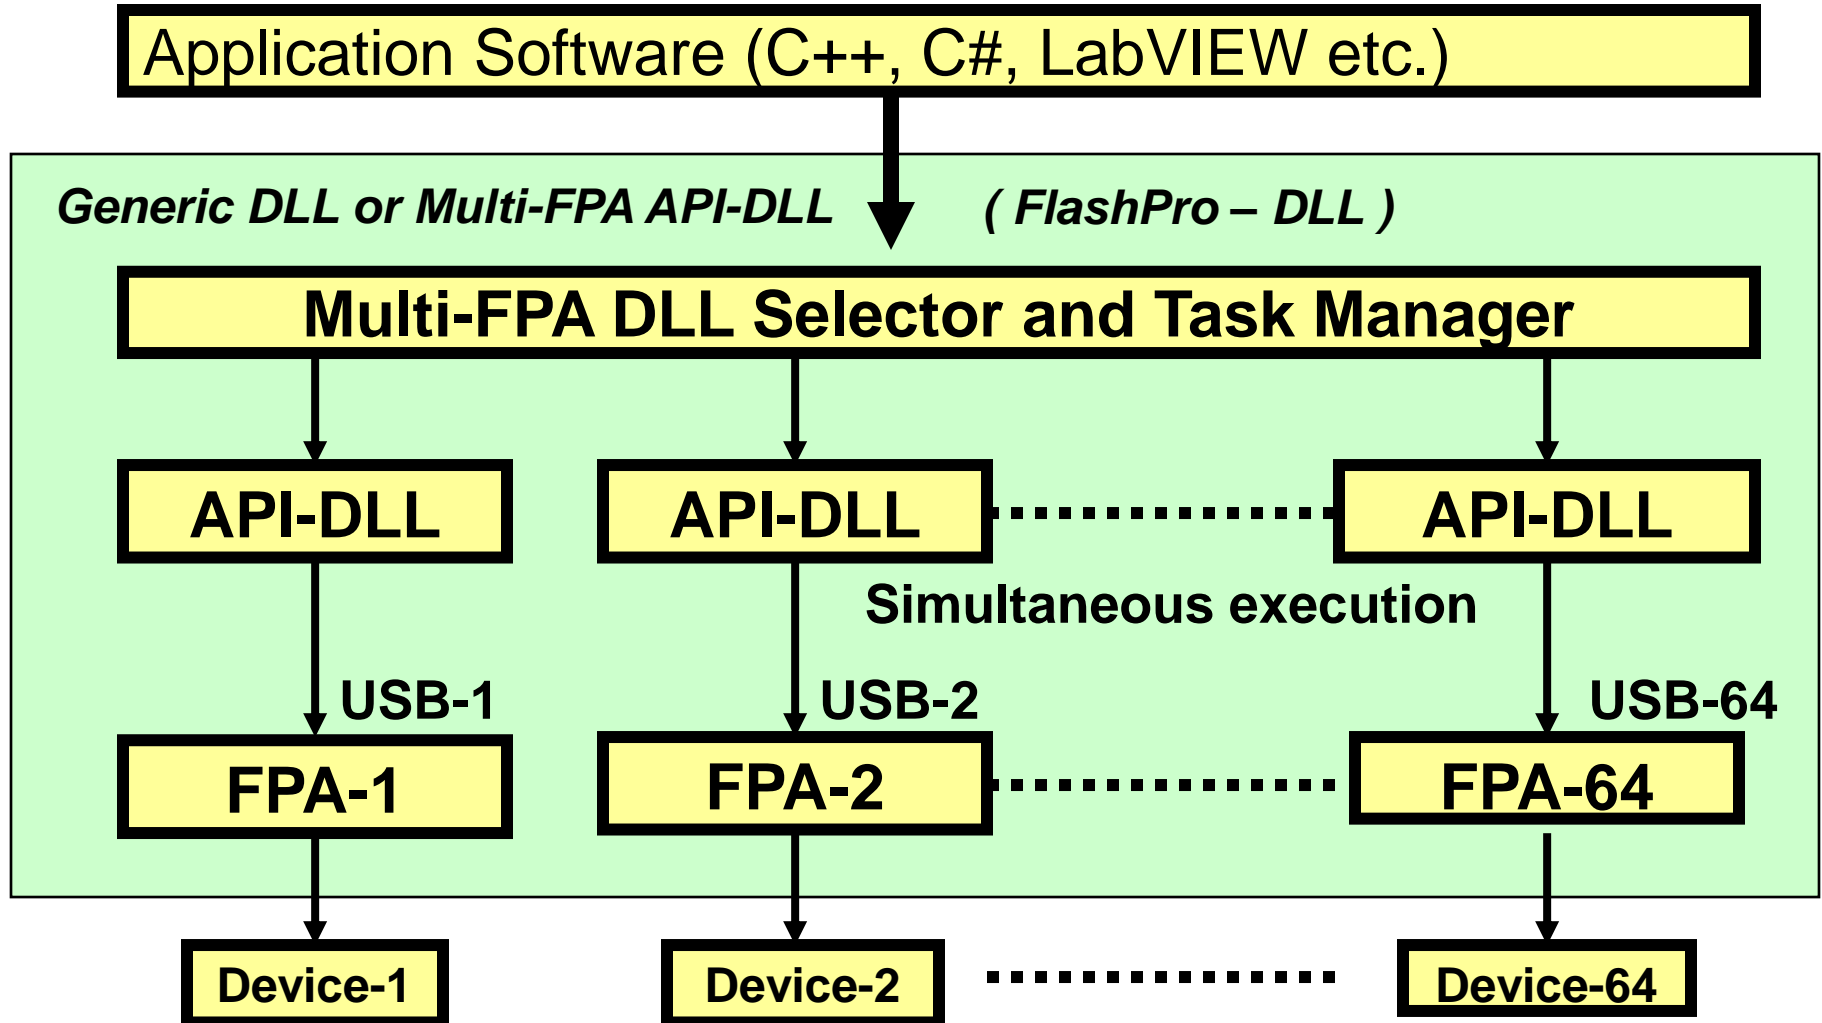 Application Software (C++, C#, LabVIEW etc.)
Generic DLL or Multi-FPA API-DLL ( FlashPro – DLL )
Multi-FPA DLL Selector and Task Manager
API-DLL API-DLL API-DLL
Simultaneous execution
USB-1 USB-2 USB-64
FPA-1 FPA-2 FPA-64
Device-1 Device-2 Device-64